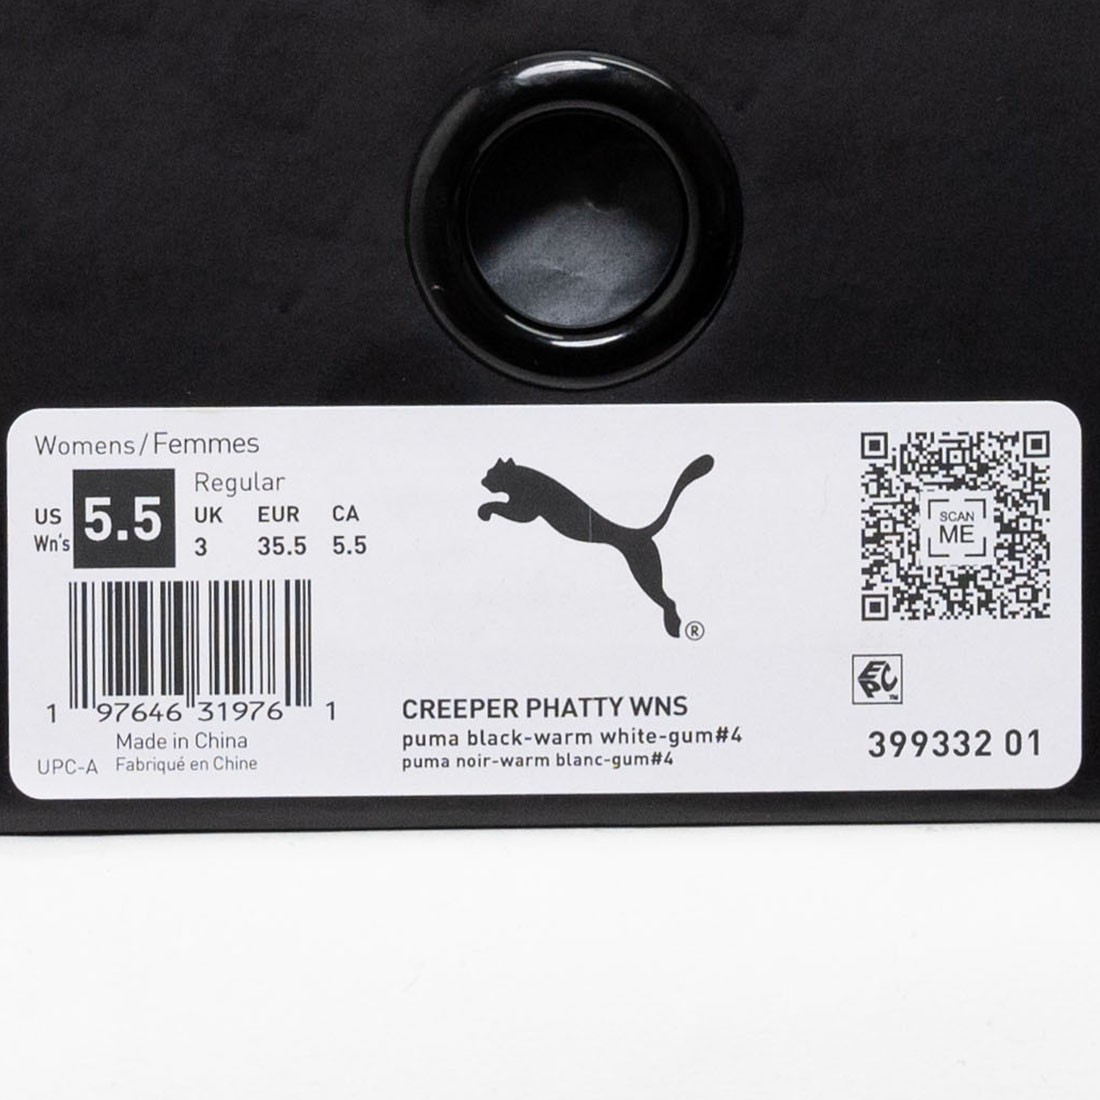 Womens/Femmes
US
Wn's
5.5
Regular
UK EUR CA
3 35.5 5.5
1 97646 31976 1
Made in China
UPC-A Fabriqué en Chine
®
CREEPER PHATTY WNS
puma black-warm white-gum#4
puma noir-warm blanc-gum#4
SCAN
ME
EPC™
399332 01